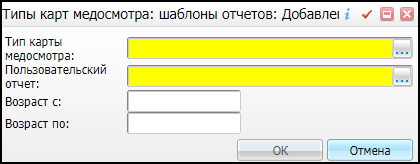 Типы карт медосмотра: шаблоны отчетов: Добавлен
Тип карты
медосмотра:
Пользовательский
отчет:
Возраст с:
Возраст по:
ОК Отмена